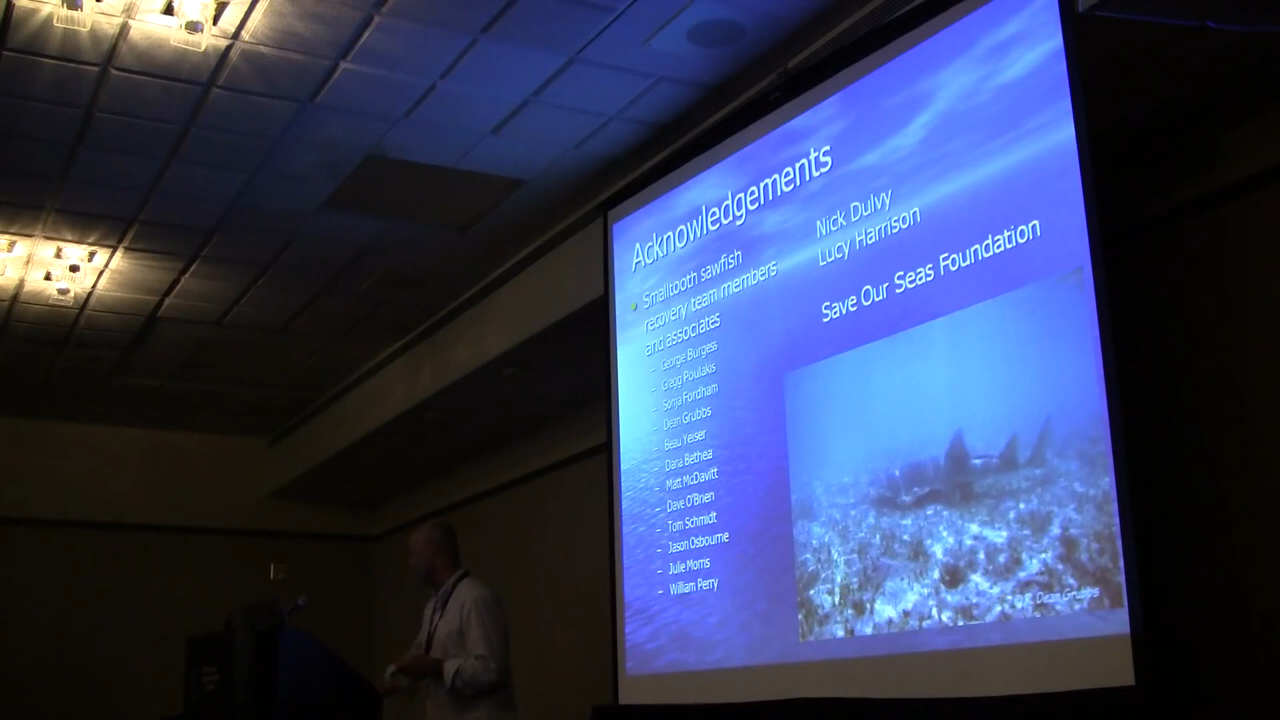 Acknowledgements
Smalltooth sawfish
recovery team members
and associates
– George Burgess
– Gregg Poulakis
– Sonja Fordham
– Dean Grubbs
– Beau Yeiser
– Dana Bethea
– Matt McDavitt
– Dave O'Brien
– Tom Schmidt
– Jason Osbourne
– Julie Morris
– William Perry
Nick Dulvy
Lucy Harrison
Save Our Seas Foundation
©R. Dean Grubbs